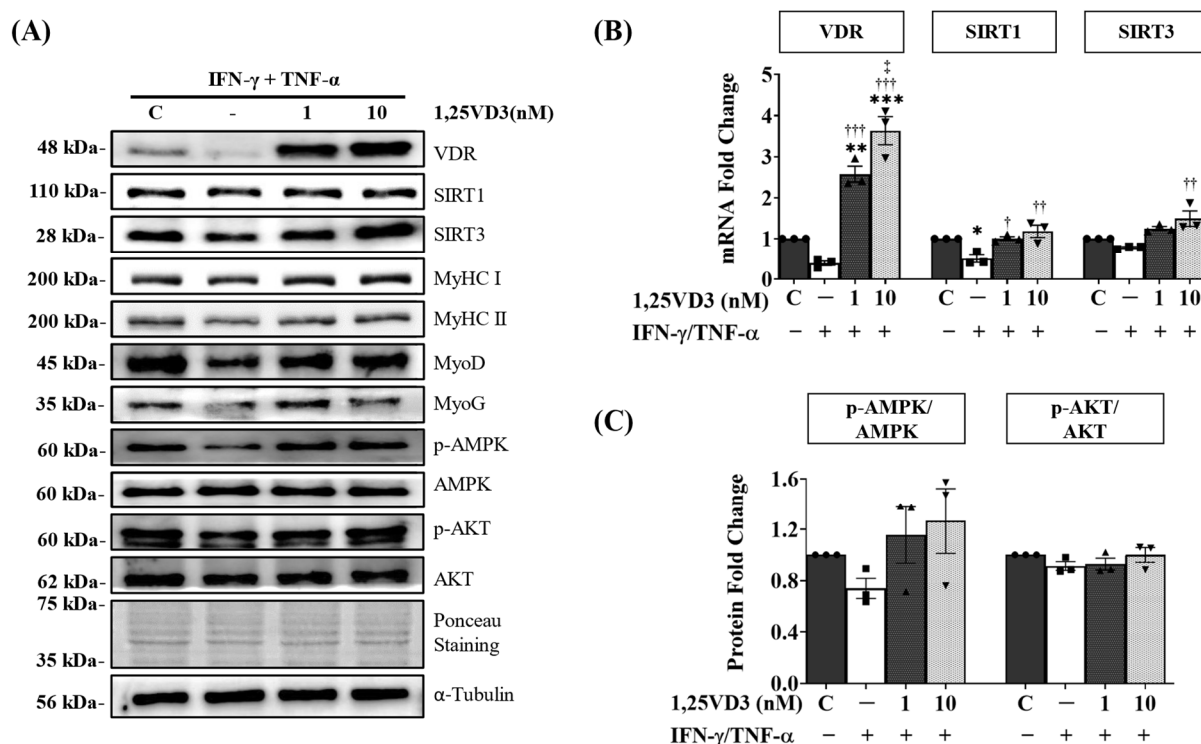 (A)
IFN-γ + TNF-α
C - 1 10 1,25VD3(nM)
48 kDa- VDR
110 kDa- SIRT1
28 kDa- SIRT3
200 kDa- MyHC I
200 kDa- MyHC II
45 kDa- MyoD
35 kDa- MyoG
60 kDa- p-AMPK
60 kDa- AMPK
60 kDa- p-AKT
62 kDa- AKT
75 kDa-
Ponceau
Staining
35 kDa-
56 kDa- α-Tubulin
(B)
VDR SIRT1 SIRT3
mRNA Fold Change
5
4
3
2
1
0
††† **
‡ ††† ***
*
†
††
††
1,25VD3 (nM) C – 1 10 C – 1 10 C – 1 10
IFN-γ/TNF-α – + + + – + + + – + + +
(C)
p-AMPK/
AMPK
p-AKT/
AKT
Protein Fold Change
1.6
1.2
0.8
0.4
0.0
1,25VD3 (nM) C – 1 10 C – 1 10
IFN-γ/TNF-α – + + + – + + +